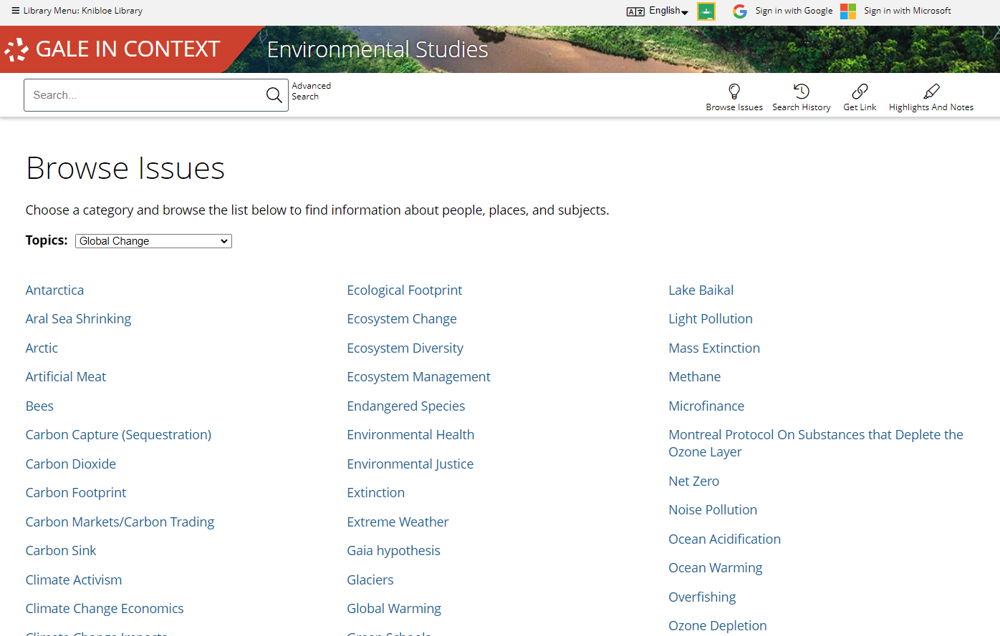 Library Menu: Knibloe Library
English
Sign in with Google
Sign in with Microsoft
GALE IN CONTEXT
Environmental Studies
Search...
Advanced
Search
Browse Issues
Search History
Get Link
Highlights And Notes
Browse Issues
Choose a category and browse the list below to find information about people, places, and subjects.
Topics: Global Change
Antarctica
Aral Sea Shrinking
Arctic
Artificial Meat
Bees
Carbon Capture (Sequestration)
Carbon Dioxide
Carbon Footprint
Carbon Markets/Carbon Trading
Carbon Sink
Climate Activism
Climate Change Economics
Climate Change Impacts
Ecological Footprint
Ecosystem Change
Ecosystem Diversity
Ecosystem Management
Endangered Species
Environmental Health
Environmental Justice
Extinction
Extreme Weather
Gaia hypothesis
Glaciers
Global Warming
Green Schools
Lake Baikal
Light Pollution
Mass Extinction
Methane
Microfinance
Montreal Protocol On Substances that Deplete the
Ozone Layer
Net Zero
Noise Pollution
Ocean Acidification
Ocean Warming
Overfishing
Ozone Depletion